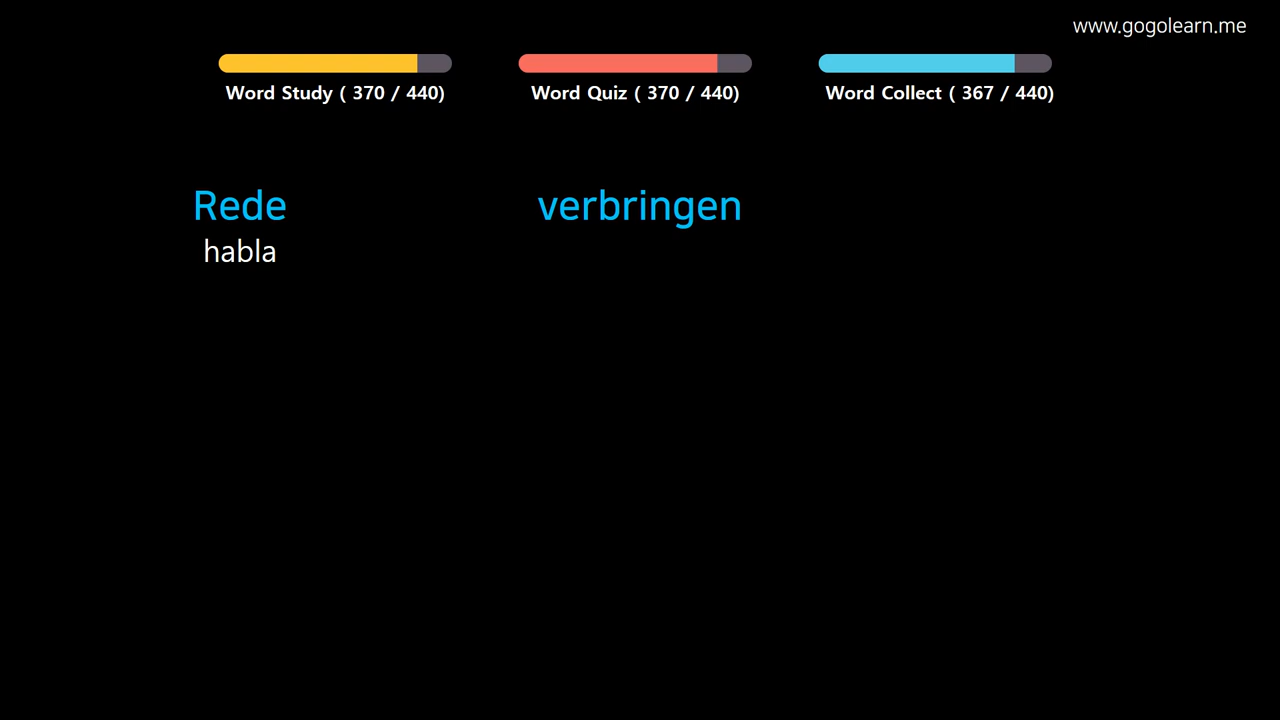 www.gogolearn.me
Word Study ( 370 / 440)
Word Quiz ( 370 / 440)
Word Collect ( 367 / 440)
Rede
verbringen
habla